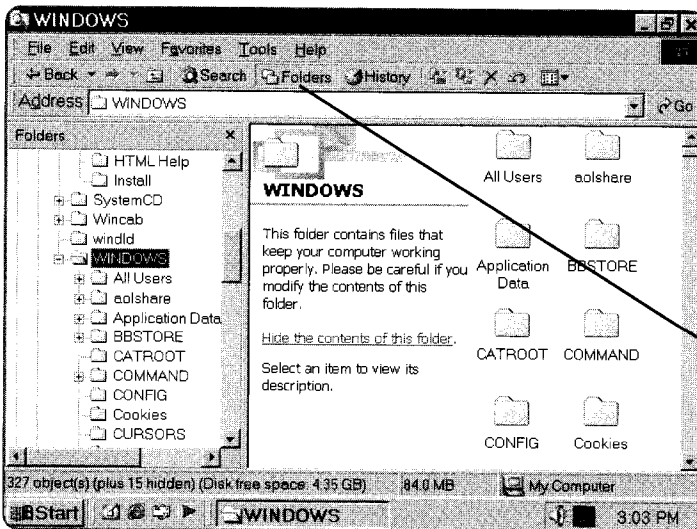 WINDOWS
File Edit View Favorites Tools Help
Back Search Folders History
Address WINDOWS Go
Folders
HTML Help
Install
SystemCD
Wincab
windld
WINDOWS
All Users
aolshare
Application Data
BBSTORE
CATROOT
COMMAND
CONFIG
Cookies
CURSORS
WINDOWS
This folder contains files that
keep your computer working
properly. Please be careful if you
modify the contents of this
folder.
Hide the contents of this folder.
Select an item to view its
description.
All Users aolshare
Application BBSTORE
Data
CATROOT COMMAND
CONFIG Cookies
327 object(s) (plus 15 hidden) (Disk free space: 4.35 GB) 84.0 MB My Computer
Start WINDOWS 3:03 PM